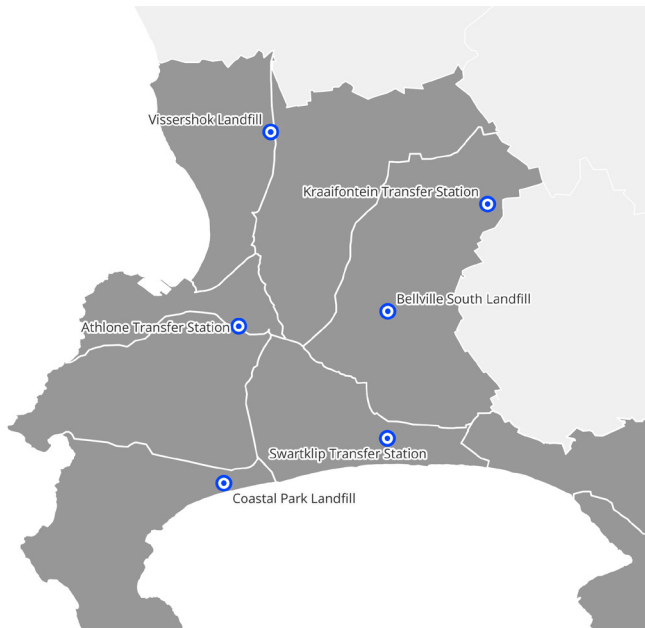 Vissershok Landfill
Kraaifontein Transfer Station
Bellville South Landfill
Athlone Transfer Station
Swartklip Transfer Station
Coastal Park Landfill